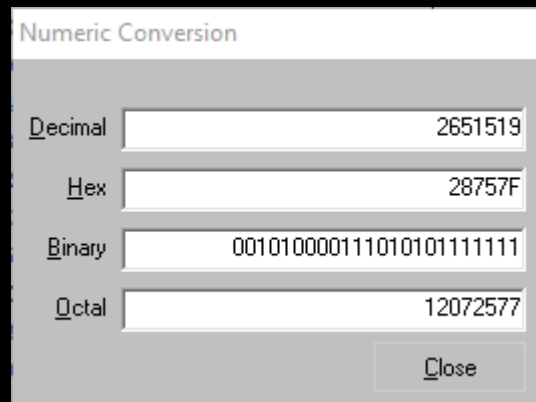 Numeric Conversion
Decimal 2651519
Hex 28757F
Binary 001010000111010101111111
Octal 12072577
Close